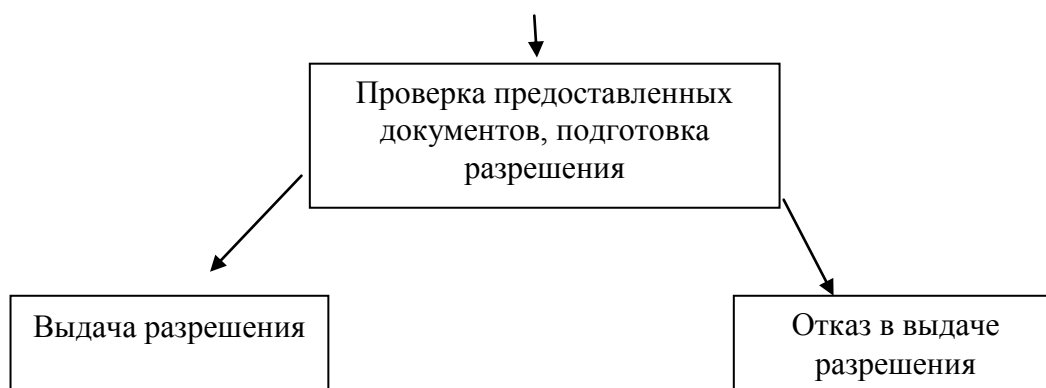 Проверка предоставленных
документов, подготовка
разрешения
Выдача разрешения
Отказ в выдаче
разрешения